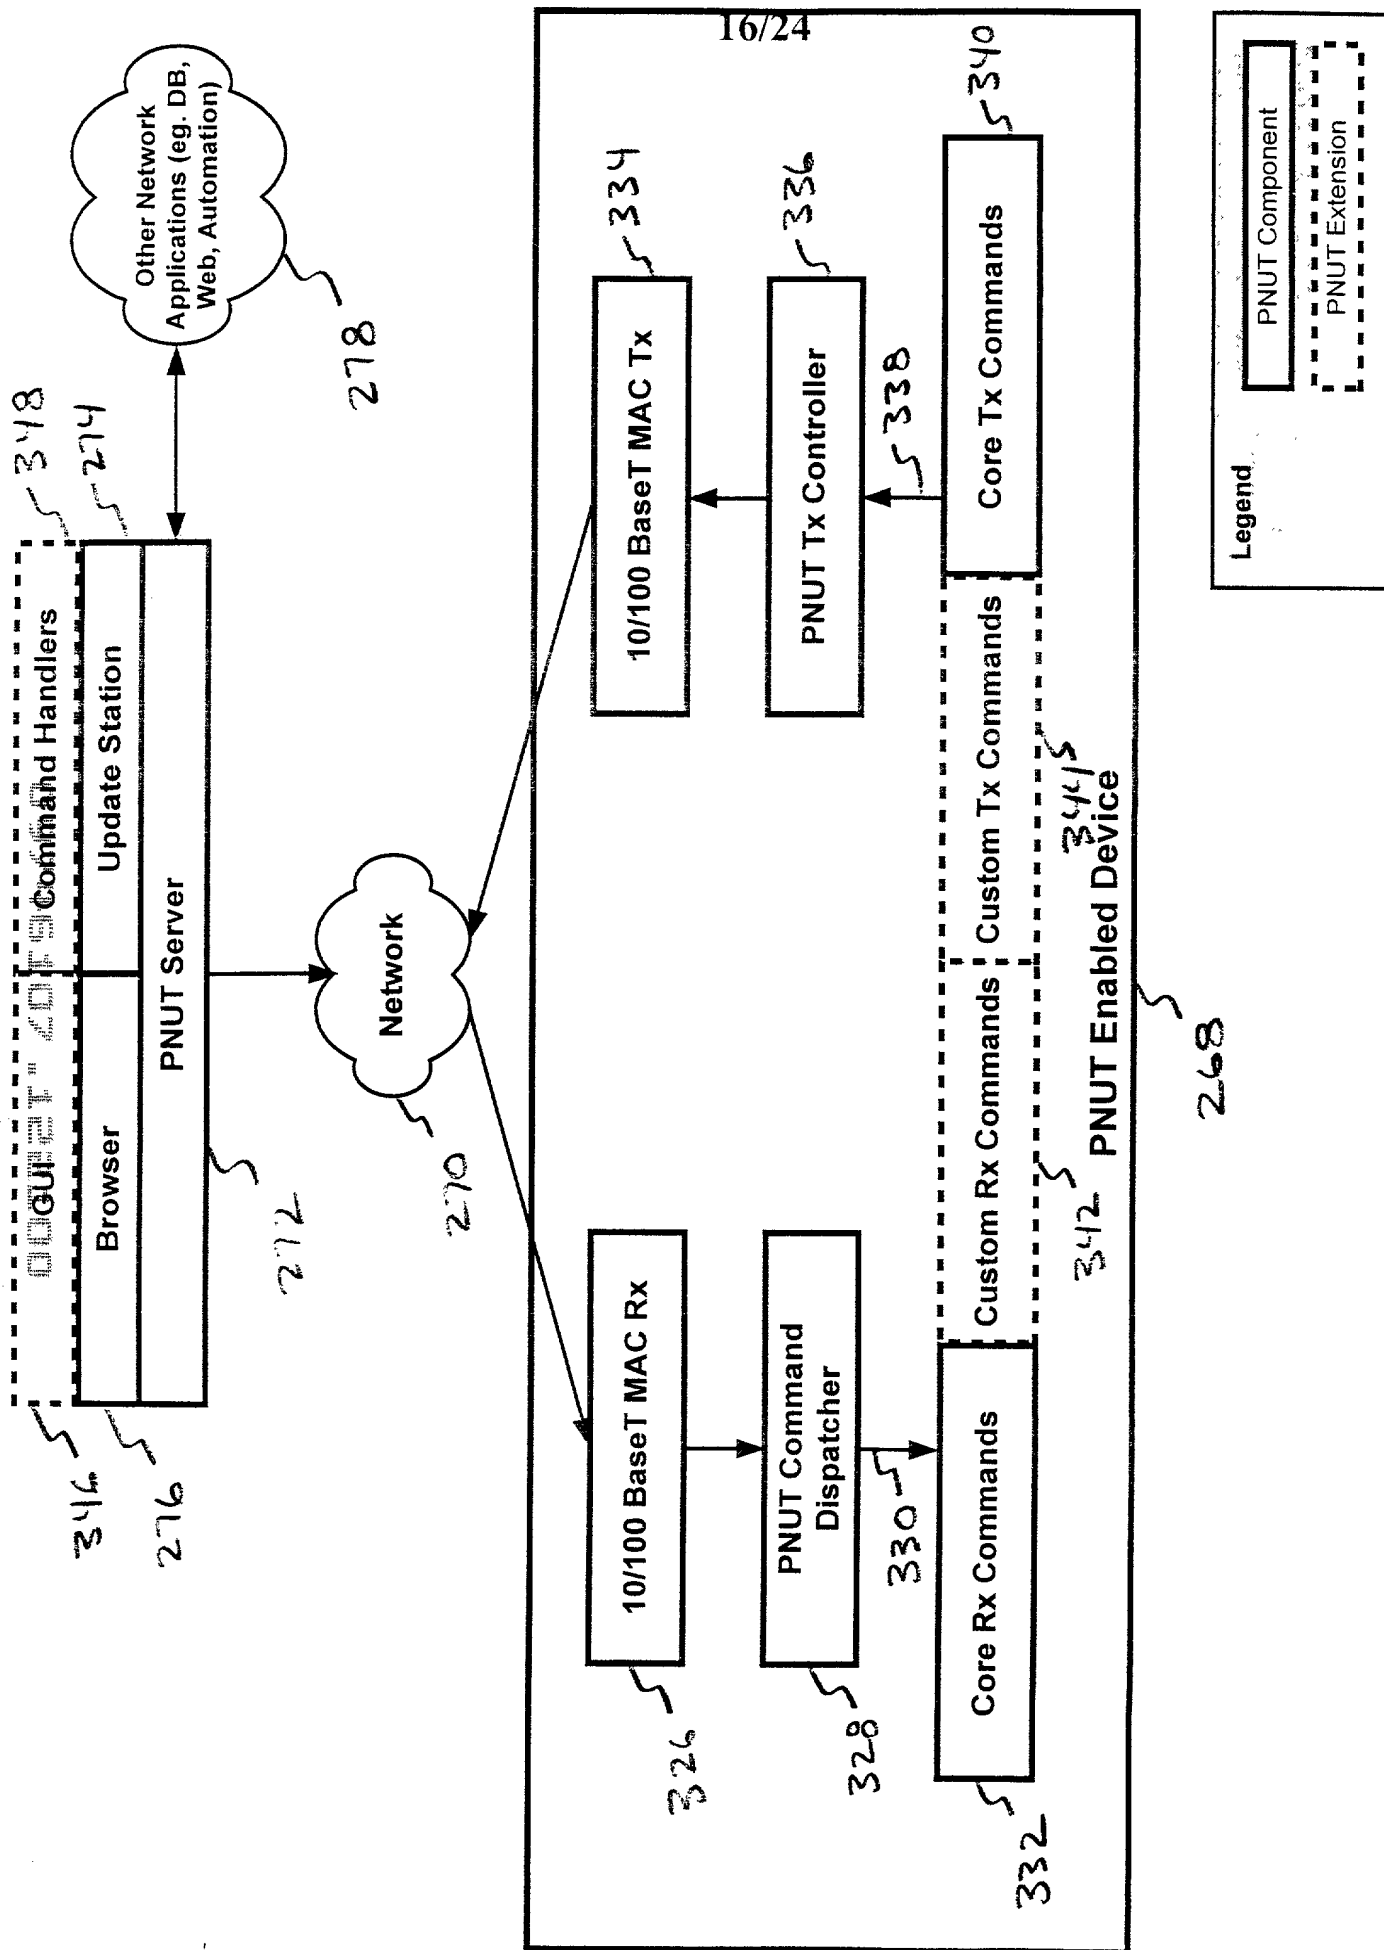 16/24
GUI
Command Handlers
348
346
Browser
Update Station
274
276
PNUT Server
272
Other Network
Applications (eg. DB,
Web, Automation)
278
Network
270
10/100 BaseT MAC Rx
326
10/100 BaseT MAC Tx
334
PNUT Command
Dispatcher
328
PNUT Tx Controller
336
330
338
Core Rx Commands
332
Custom Rx Commands
342
Custom Tx Commands
344
Core Tx Commands
340
PNUT Enabled Device
268
Legend
PNUT Component
PNUT Extension